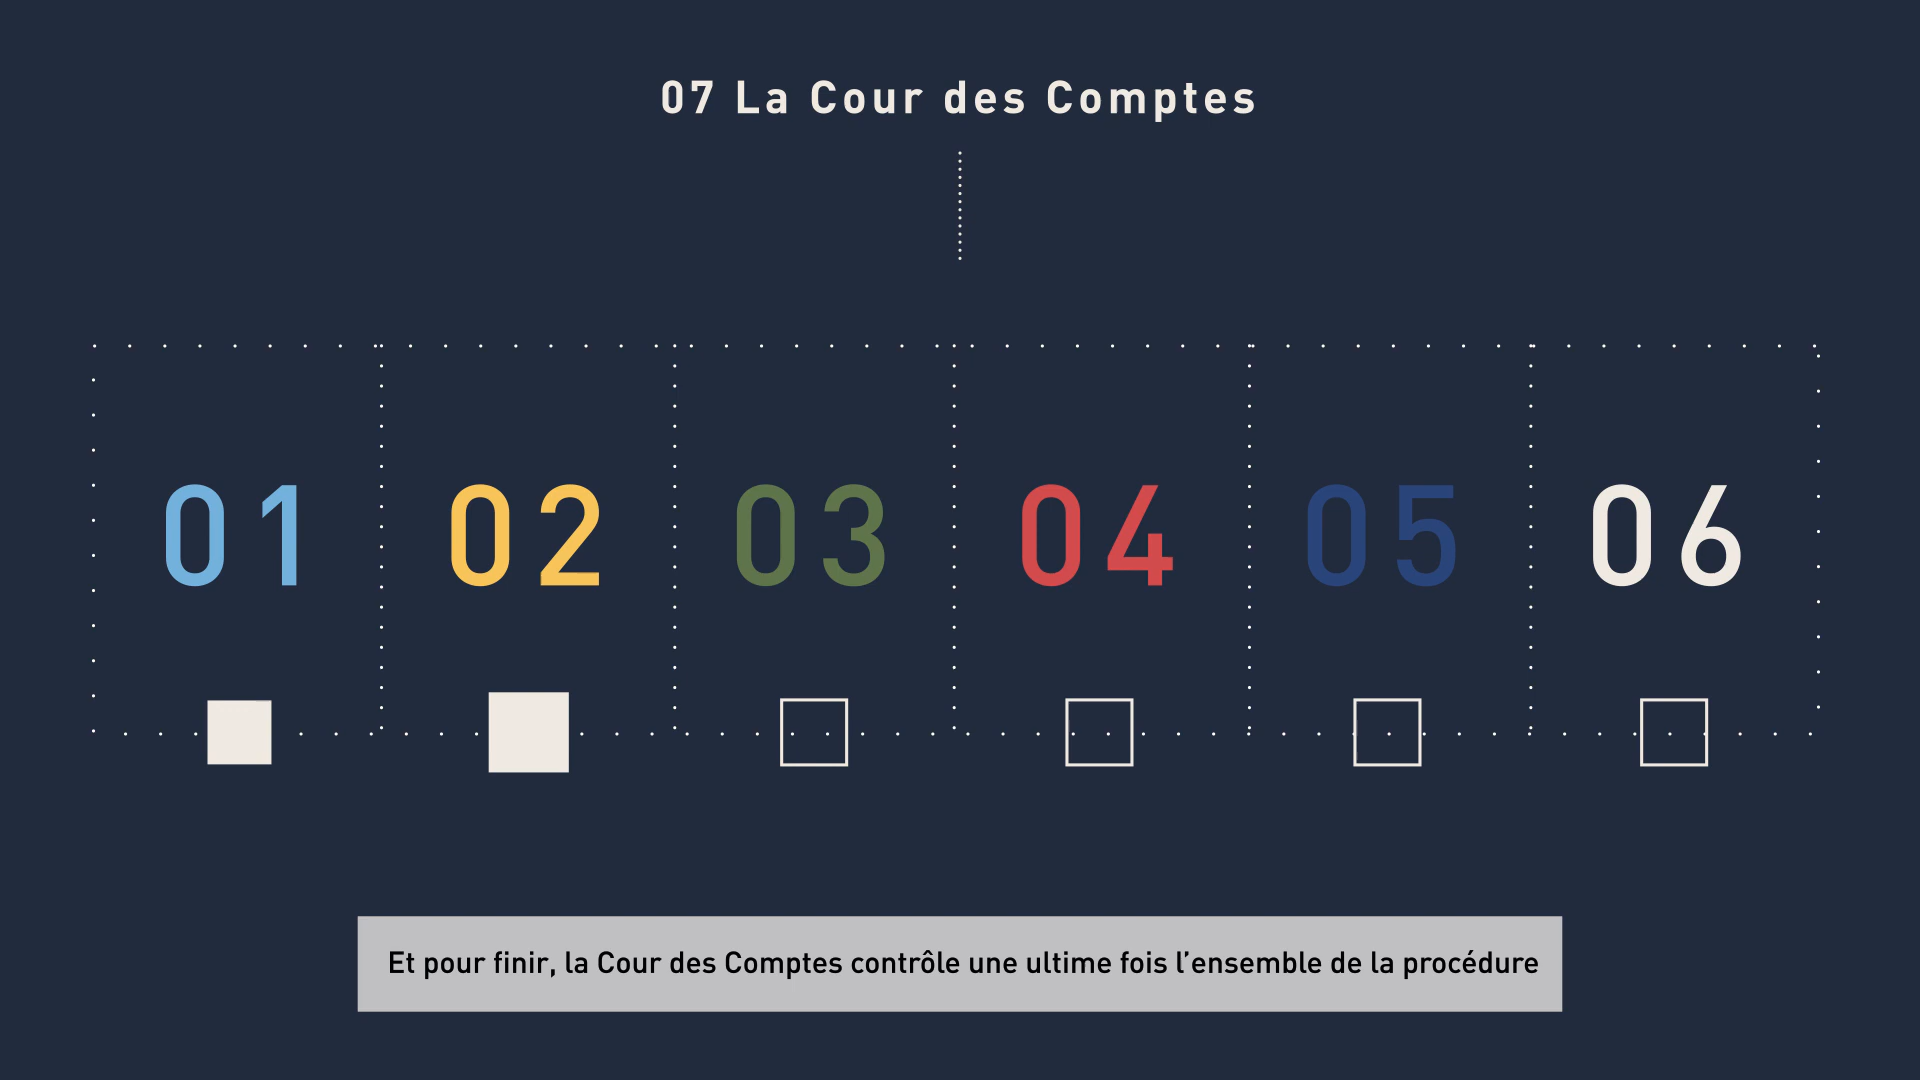 07 La Cour des Comptes
01 02 03 04 05 06
Et pour finir, la Cour des Comptes contrôle une ultime fois l’ensemble de la procédure